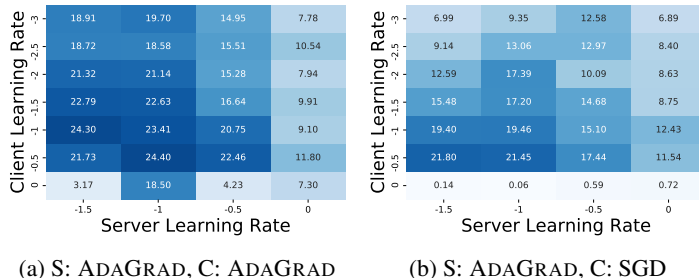 Client Learning Rate
-3 18.91 19.70 14.95 7.78
-2.5 18.72 18.58 15.51 10.54
-2 21.32 21.14 15.28 7.94
-1.5 22.79 22.63 16.64 9.91
-1 24.30 23.41 20.75 9.10
-0.5 21.73 24.40 22.46 11.80
0 3.17 18.50 4.23 7.30
-1.5 -1 -0.5 0
Server Learning Rate
(a) S: ADAGRAD, C: ADAGRAD
Client Learning Rate
-3 6.99 9.35 12.58 6.89
-2.5 9.14 13.06 12.97 8.40
-2 12.59 17.39 10.09 8.63
-1.5 15.48 17.20 14.68 8.75
-1 19.40 19.46 15.10 12.43
-0.5 21.80 21.45 17.44 11.54
0 0.14 0.06 0.59 0.72
-1.5 -1 -0.5 0
Server Learning Rate
(b) S: ADAGRAD, C: SGD